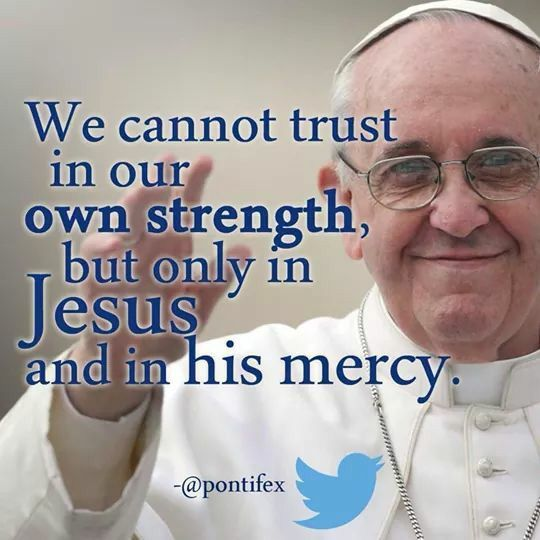 We cannot trust
in our
own strength,
but only in
Jesus
and in his mercy.
-@pontifex